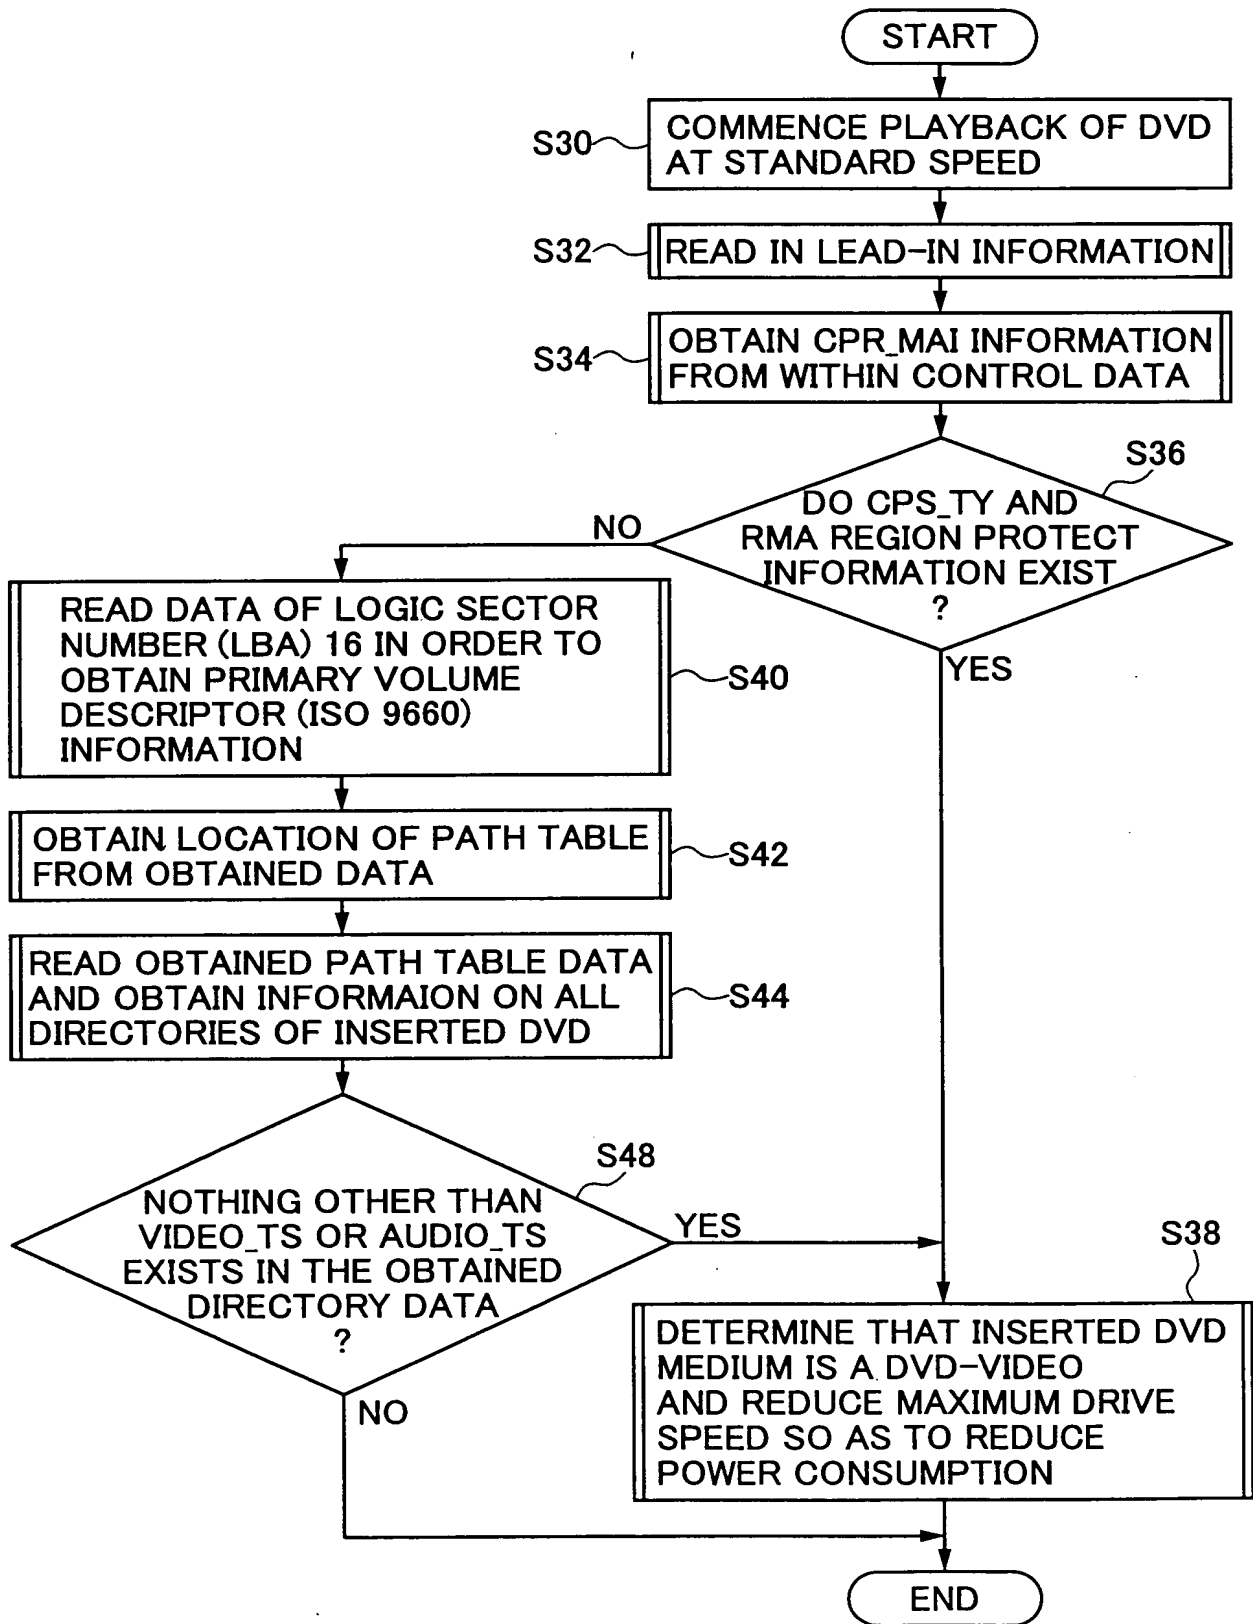 START
S30
COMMENCE PLAYBACK OF DVD
AT STANDARD SPEED
S32
READ IN LEAD-IN INFORMATION
S34
OBTAIN CPR_MAI INFORMATION
FROM WITHIN CONTROL DATA
S36
DO CPS_TY AND
RMA REGION PROTECT
INFORMATION EXIST
?
NO
YES
READ DATA OF LOGIC SECTOR
NUMBER (LBA) 16 IN ORDER TO
OBTAIN PRIMARY VOLUME
DESCRIPTOR (ISO 9660)
INFORMATION
S40
OBTAIN LOCATION OF PATH TABLE
FROM OBTAINED DATA
S42
READ OBTAINED PATH TABLE DATA
AND OBTAIN INFORMAION ON ALL
DIRECTORIES OF INSERTED DVD
S44
S48
NOTHING OTHER THAN
VIDEO_TS OR AUDIO_TS
EXISTS IN THE OBTAINED
DIRECTORY DATA
?
YES
NO
S38
DETERMINE THAT INSERTED DVD
MEDIUM IS A DVD-VIDEO
AND REDUCE MAXIMUM DRIVE
SPEED SO AS TO REDUCE
POWER CONSUMPTION
END